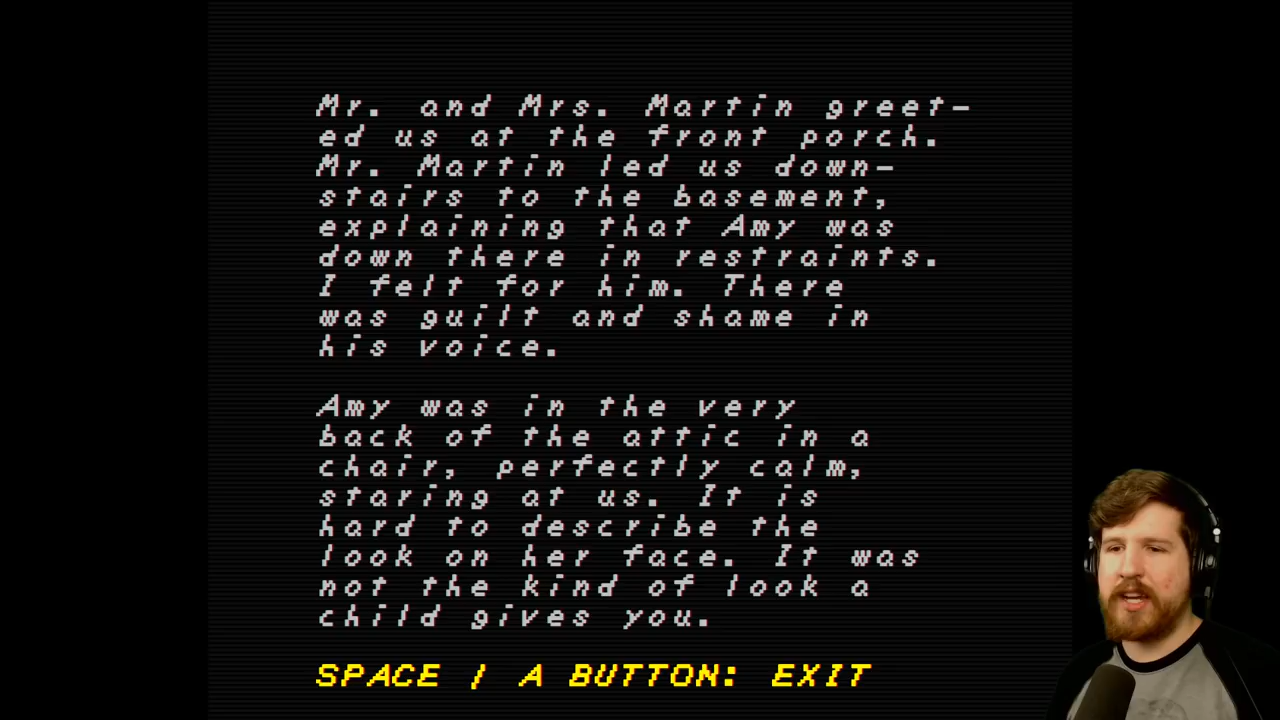 Mr. and Mrs. Martin greet-
ed us at the front porch.
Mr. Martin led us down-
stairs to the basement,
explaining that Amy was
down there in restraints.
I felt for him. There
was guilt and shame in
his voice.
Amy was in the very
back of the attic in a
chair, perfectly calm,
staring at us. It is
hard to describe the
look on her face. It was
not the kind of look a
child gives you.
SPACE / A BUTTON: EXIT